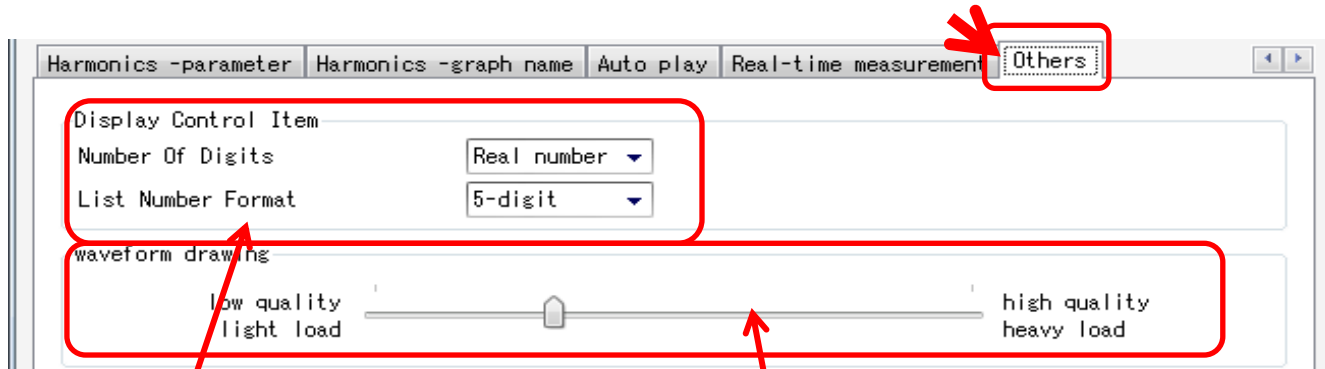 Harmonics -parameter Harmonics -graph name Auto play Real-time measurement Others
Display Control Item
Number Of Digits Real number
List Number Format 5-digit
waveform drawing
low quality high quality
light load heavy load